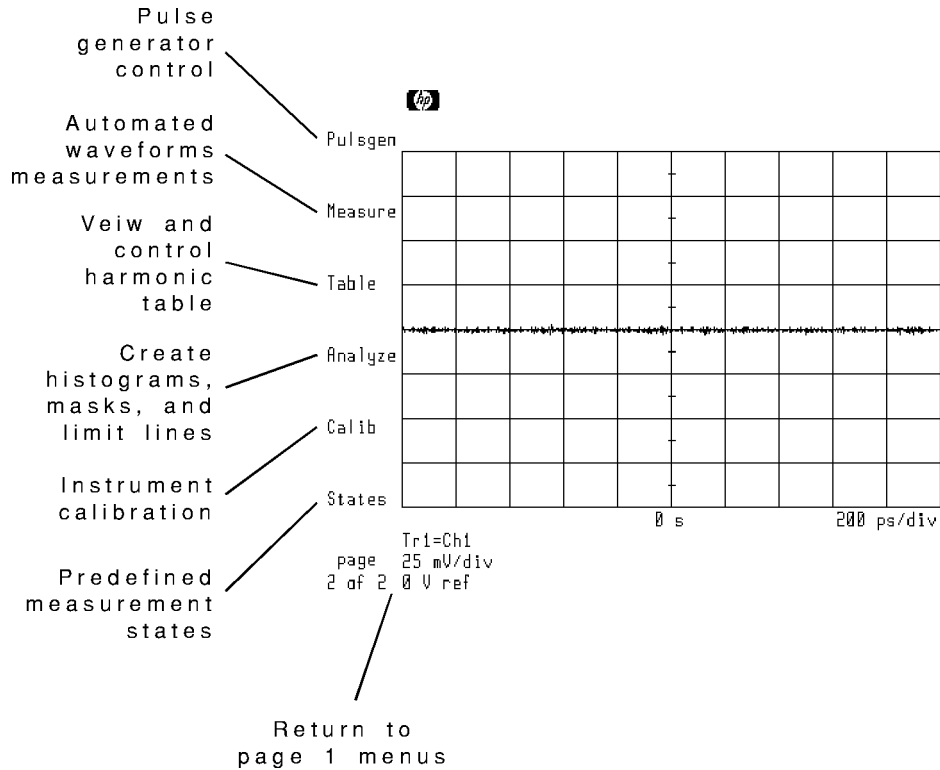 Pulse
generator
control
Automated
waveforms
measurements
Veiw and
control
harmonic
table
Create
histograms,
masks, and
limit lines
Instrument
calibration
Predefined
measurement
states
hp
Pulsgen
Measure
Table
Analyze
Calib
States
0 s 200 ps/div
Tr1=Ch1
page 25 mV/div
2 of 2 0 V ref
Return to
page 1 menus